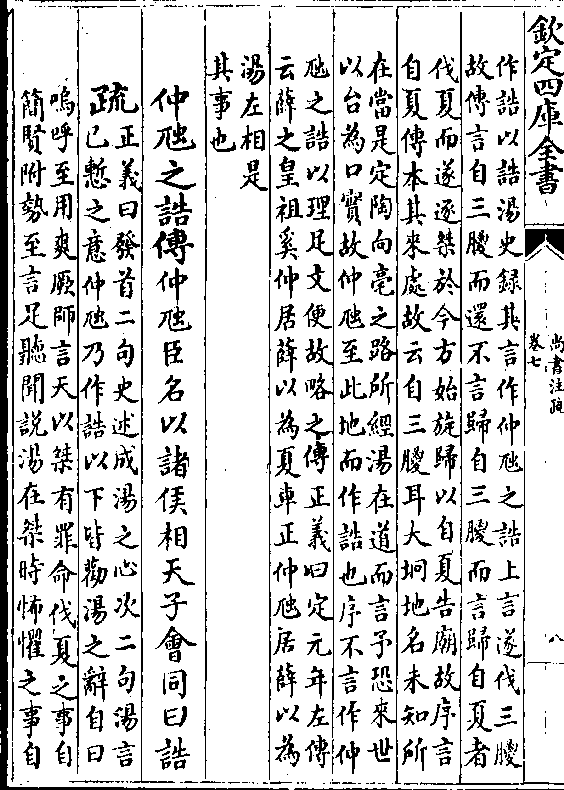 欽定四庫全書
尚書注疏
卷七
八
作誥以誥湯史録其言作仲虺之誥上言遂伐三朡
故傳言自三朡而還不言歸自三朡而言歸自夏者
伐夏而遂逐桀於今方始旋歸以自夏告廟故序言
自夏傳本其來處故云自三朡耳大坰地名未知所
在當是定陶向亳之路所經湯在道而言予恐來世
以台為口實故仲虺至此地而作誥也序不言作仲
虺之誥以理足文便故略之傳正義曰定元年左傳
云薛之皇祖奚仲居薛以為夏車正仲虺居薛以為
湯左相是
其事也
仲虺之誥傳仲虺臣名以諸侯相天子會同曰誥
疏正義曰發首二句史述成湯之心次二句湯言
已慙之意仲虺乃作誥以下皆勸湯之辭自曰
嗚呼至用爽厥師言天以桀有罪命伐夏之事自
簡賢附勢至言足聽聞說湯在桀時怖懼之事自